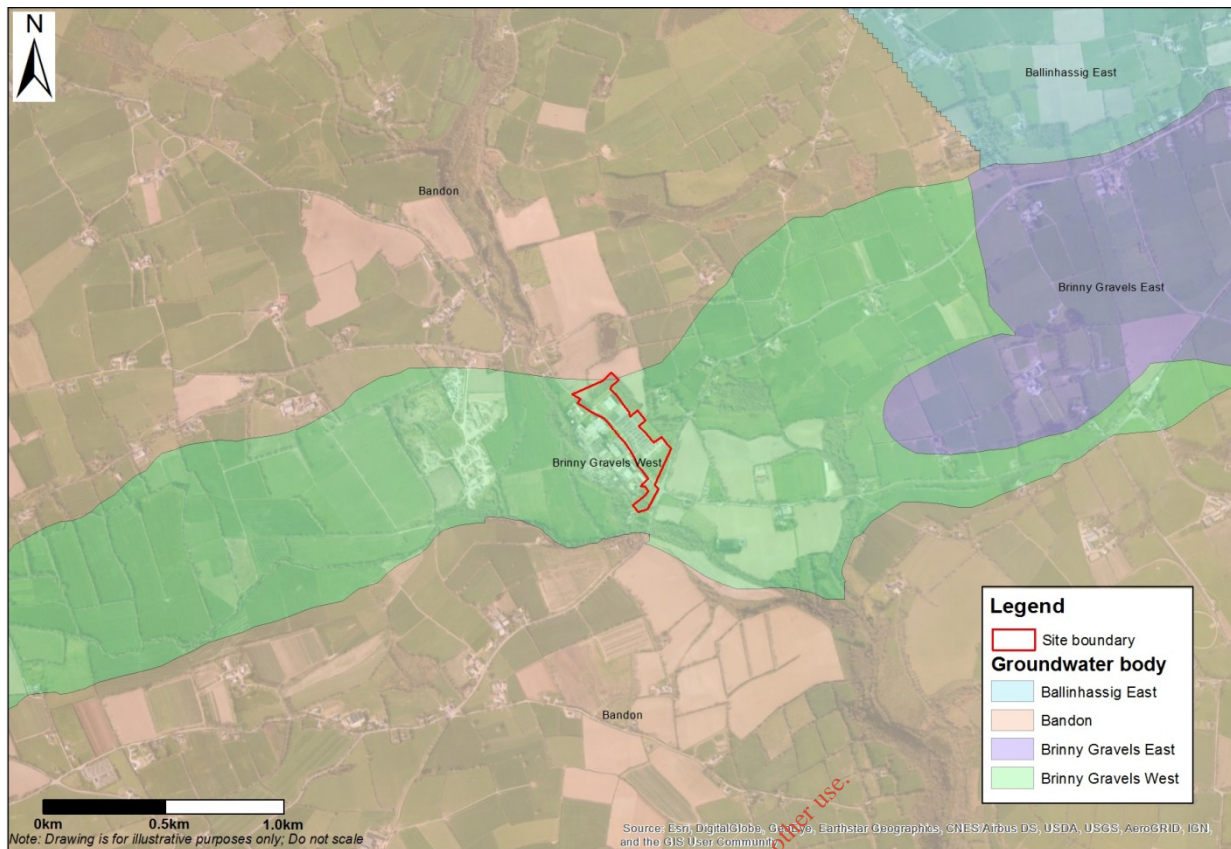 N
Ballinhassig East
Bandon
Brinny Gravels East
Brinny Gravels West
Bandon
Legend
Site boundary
Groundwater body
Ballinhassig East
Bandon
Brinny Gravels East
Brinny Gravels West
0km 0.5km 1.0km
Note: Drawing is for illustrative purposes only; Do not scale
other use.
Source: Esri, DigitalGlobe, GeoEye, Earthstar Geographics, CNES/Airbus DS, USDA, USGS, AeroGRID, IGN,
and the GIS User Community